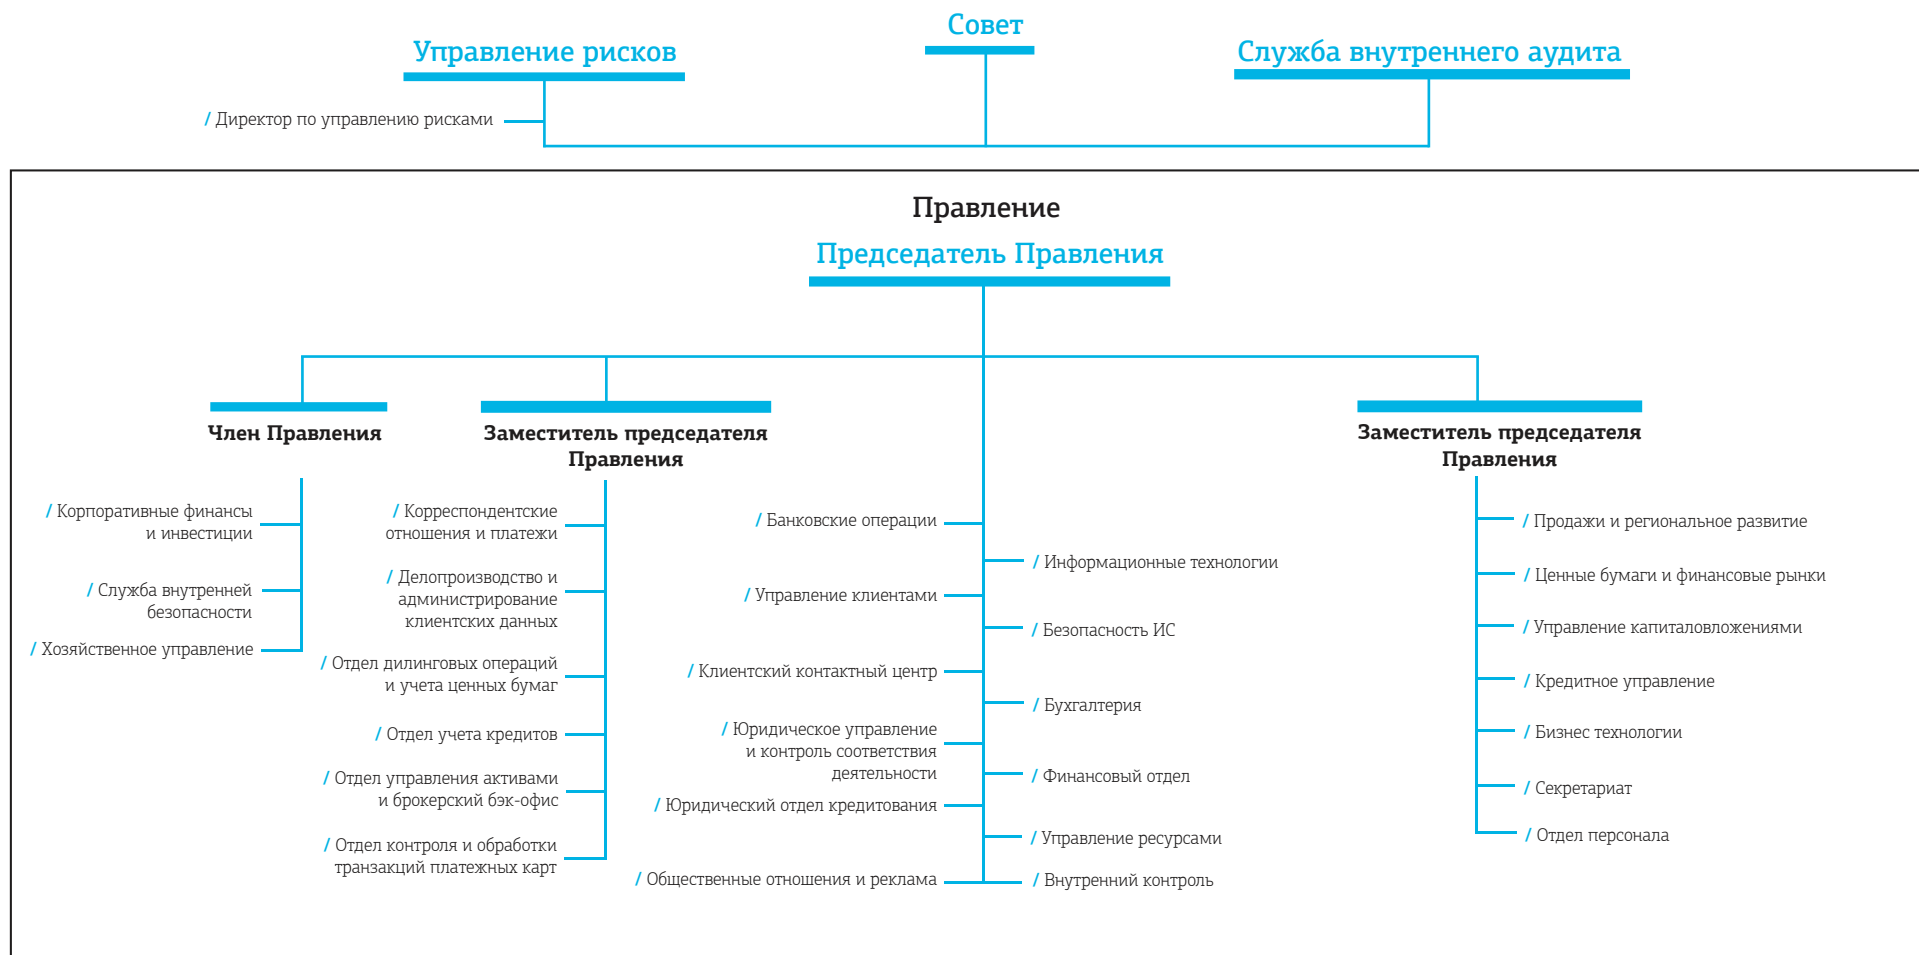 Совет
Управление рисков
Служба внутреннего аудита
/ Директор по управлению рисками
Правление
Председатель Правления
Член Правления
/ Корпоративные финансы
и инвестиции
/ Служба внутренней
безопасности
/ Хозяйственное управление
Заместитель председателя
Правления
/ Корреспондентские
отношения и платежи
/ Делопроизводство и
администрирование
клиентских данных
/ Отдел дилинговых операций
и учета ценных бумаг
/ Отдел учета кредитов
/ Отдел управления активами
и брокерский бэк-офис
/ Отдел контроля и обработки
транзакций платежных карт
/ Банковские операции
/ Управление клиентами
/ Клиентский контактный центр
/ Юридическое управление
и контроль соответствия
деятельности
/ Юридический отдел кредитования
/ Общественные отношения и реклама
/ Информационные технологии
/ Безопасность ИС
/ Бухгалтерия
/ Финансовый отдел
/ Управление ресурсами
/ Внутренний контроль
Заместитель председателя
Правления
/ Продажи и региональное развитие
/ Ценные бумаги и финансовые рынки
/ Управление капиталовложениями
/ Кредитное управление
/ Бизнес технологии
/ Секретариат
/ Отдел персонала